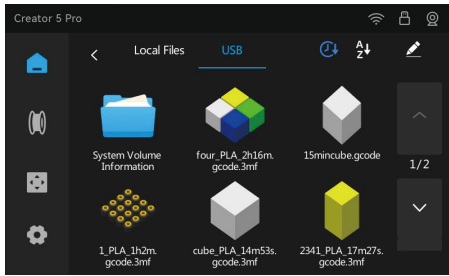 Creator 5 Pro
Local Files
USB
A
Z
System Volume
Information
four_PLA_2h16m.
gcode.3mf
15mincube.gcode
1/2
1_PLA_1h2m.
gcode.3mf
cube_PLA_14m53s.
gcode.3mf
2341_PLA_17m27s.
gcode.3mf